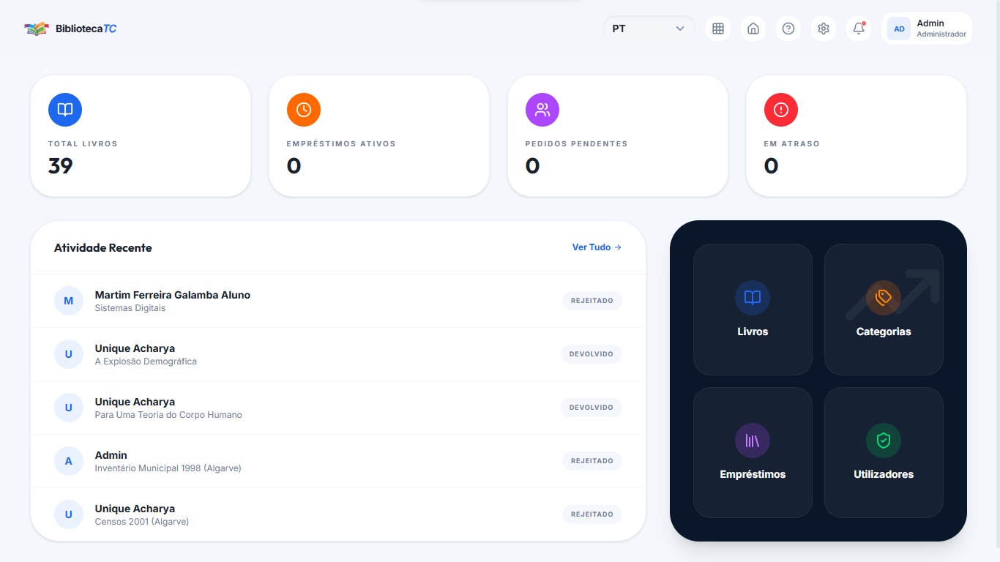 BibliotecaTC
PT
AD
Admin
Administrador
TOTAL LIVROS
39
EMPRÉSTIMOS ATIVOS
0
PEDIDOS PENDENTES
0
EM ATRASO
0
Atividade Recente
Ver Tudo →
M
Martim Ferreira Galamba Aluno
Sistemas Digitais
REJEITADO
U
Unique Acharya
A Explosão Demográfica
DEVOLVIDO
U
Unique Acharya
Para Uma Teoria do Corpo Humano
DEVOLVIDO
A
Admin
Inventário Municipal 1998 (Algarve)
REJEITADO
U
Unique Acharya
Censos 2001 (Algarve)
REJEITADO
Livros
Categorias
Empréstimos
Utilizadores